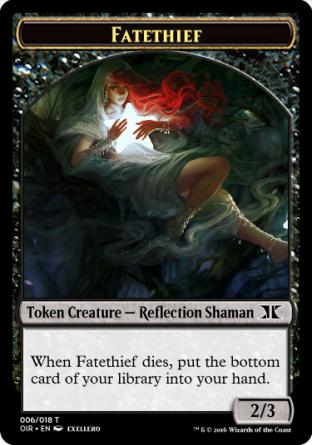 Fatethief
Token Creature — Reflection Shaman
When Fatethief dies, put the bottom
card of your library into your hand.
2/3
006/018 T
OIR • EN EXELLERO
™ & © 2016 Wizards of the Coast